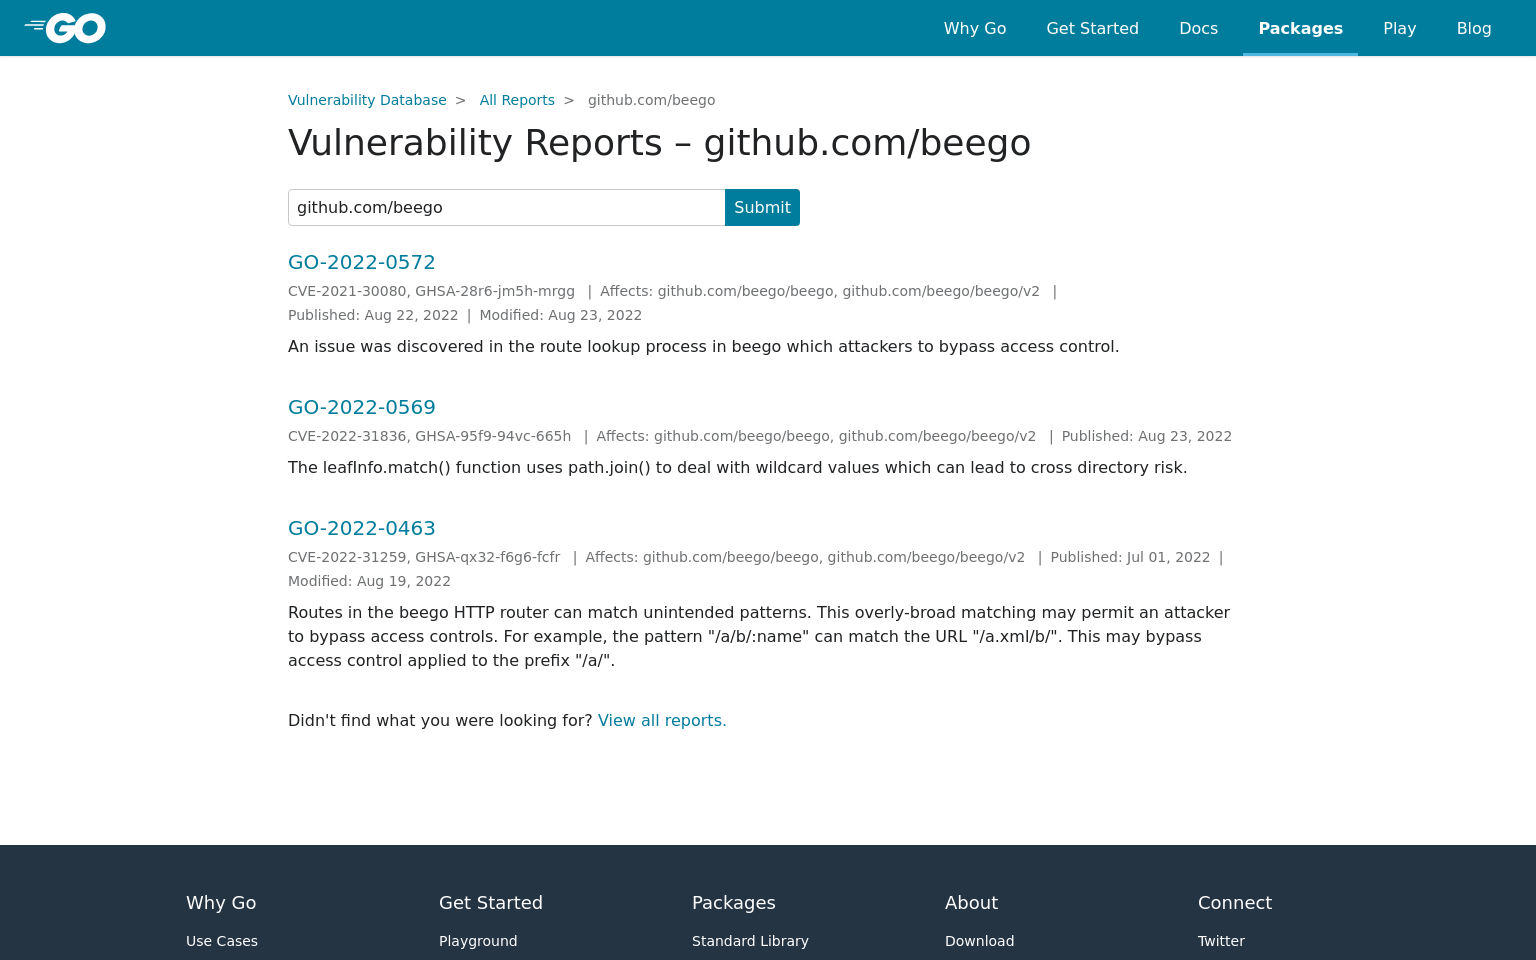 GO
Why Go
Get Started
Docs
Packages
Play
Blog
Vulnerability Database > All Reports > github.com/beego
Vulnerability Reports – github.com/beego
github.com/beego
Submit
GO-2022-0572
CVE-2021-30080, GHSA-28r6-jm5h-mrgg | Affects: github.com/beego/beego, github.com/beego/beego/v2 |
Published: Aug 22, 2022 | Modified: Aug 23, 2022
An issue was discovered in the route lookup process in beego which attackers to bypass access control.
GO-2022-0569
CVE-2022-31836, GHSA-95f9-94vc-665h | Affects: github.com/beego/beego, github.com/beego/beego/v2 | Published: Aug 23, 2022
The leafInfo.match() function uses path.join() to deal with wildcard values which can lead to cross directory risk.
GO-2022-0463
CVE-2022-31259, GHSA-qx32-f6g6-fcfr | Affects: github.com/beego/beego, github.com/beego/beego/v2 | Published: Jul 01, 2022 |
Modified: Aug 19, 2022
Routes in the beego HTTP router can match unintended patterns. This overly-broad matching may permit an attacker
to bypass access controls. For example, the pattern "/a/b/:name" can match the URL "/a.xml/b/". This may bypass
access control applied to the prefix "/a/".
Didn't find what you were looking for? View all reports.
Why Go
Use Cases
Get Started
Playground
Packages
Standard Library
About
Download
Connect
Twitter